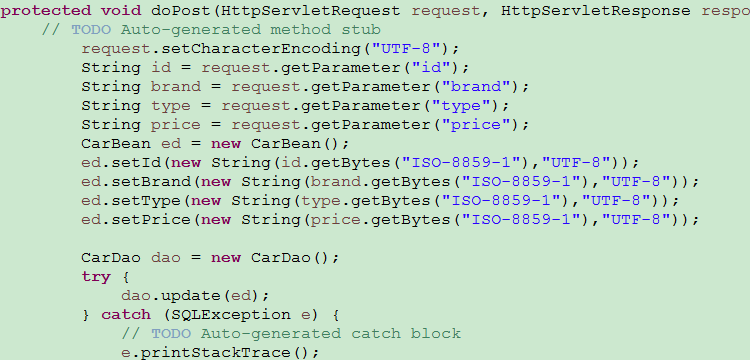 protected void doPost(HttpServletRequest request, HttpServletResponse respo
// TODO Auto-generated method stub
request.setCharacterEncoding("UTF-8");
String id = request.getParameter("id");
String brand = request.getParameter("brand");
String type = request.getParameter("type");
String price = request.getParameter("price");
CarBean ed = new CarBean();
ed.setId(new String(id.getBytes("ISO-8859-1"),"UTF-8"));
ed.setBrand(new String(brand.getBytes("ISO-8859-1"),"UTF-8"));
ed.setType(new String(type.getBytes("ISO-8859-1"),"UTF-8"));
ed.setPrice(new String(price.getBytes("ISO-8859-1"),"UTF-8"));
CarDao dao = new CarDao();
try {
dao.update(ed);
} catch (SQLException e) {
// TODO Auto-generated catch block
e.printStackTrace();